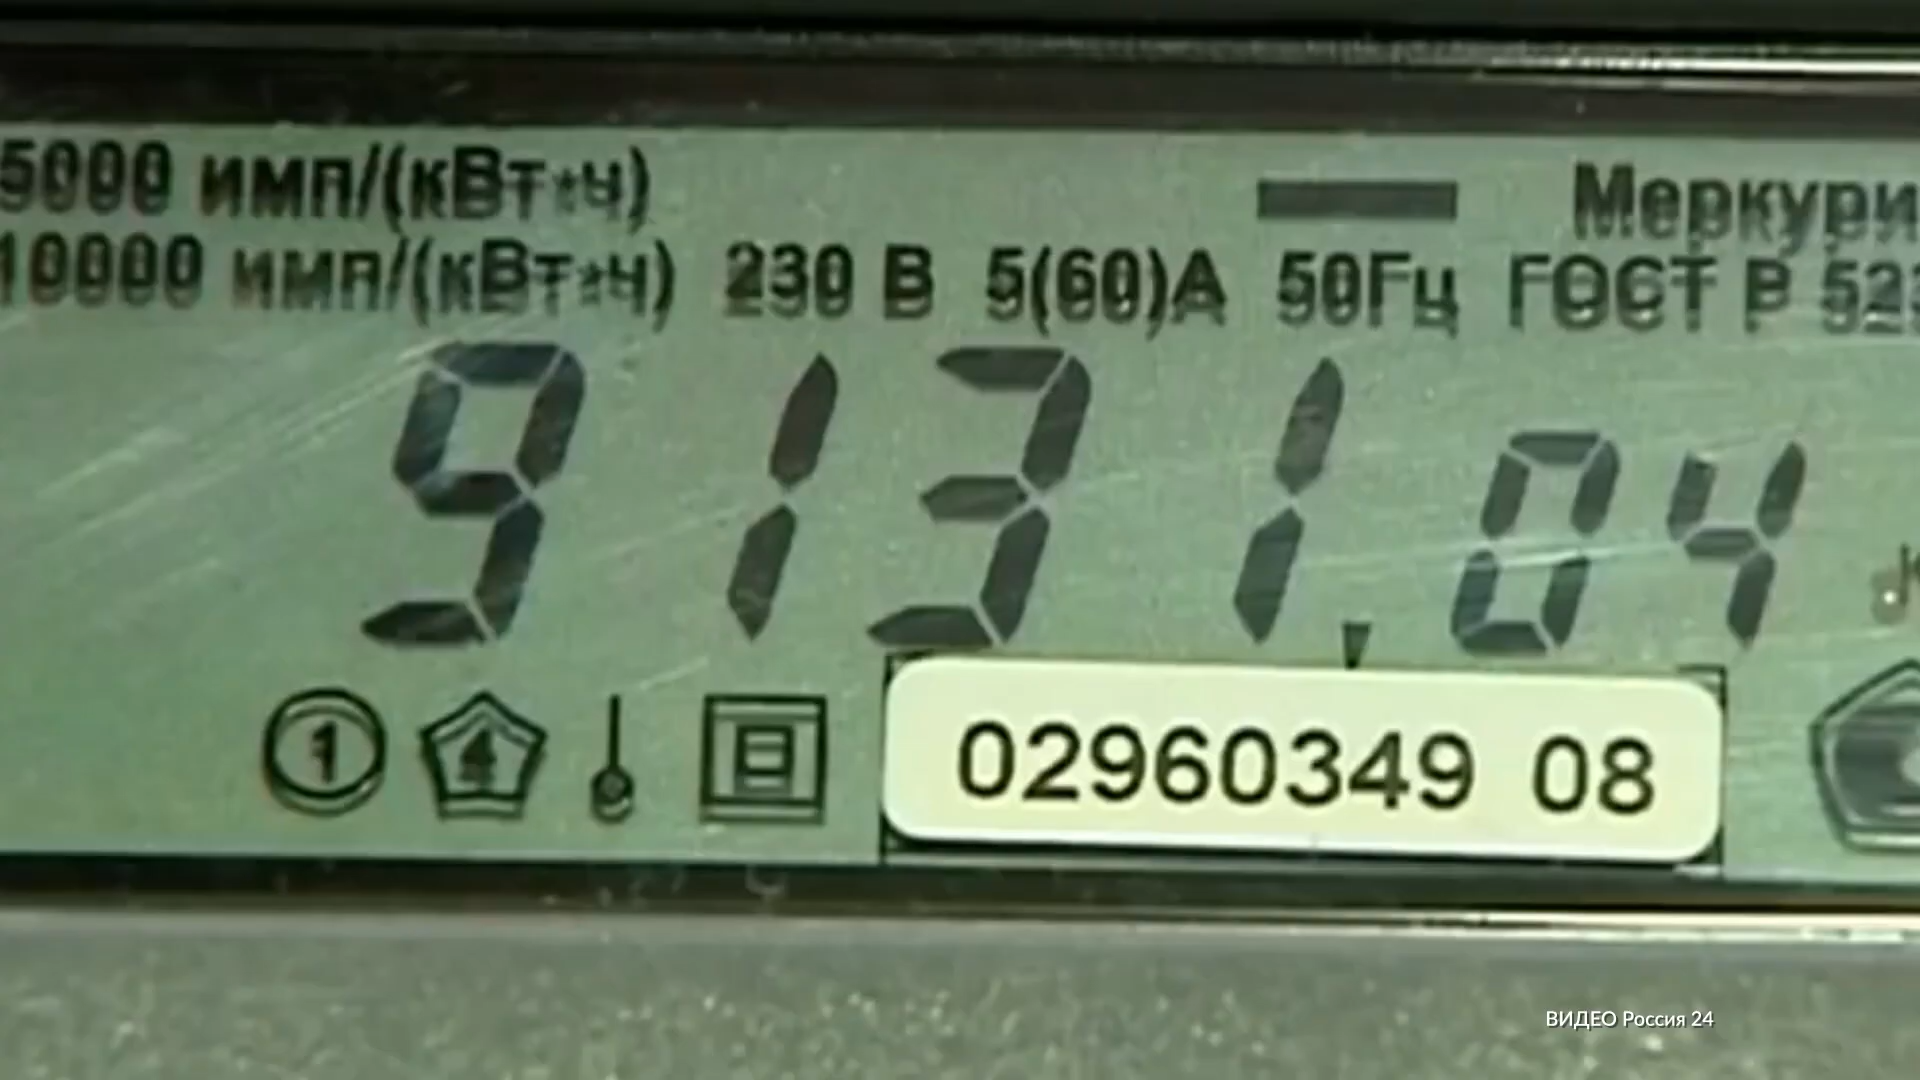 5000 имп/(кВт*ч) Меркури
10000 имп/(кВт*ч) 230 В 5(60)А 50Гц ГОСТ Р 523
9131.04
1 4
02960349 08
ВИДЕО Россия 24